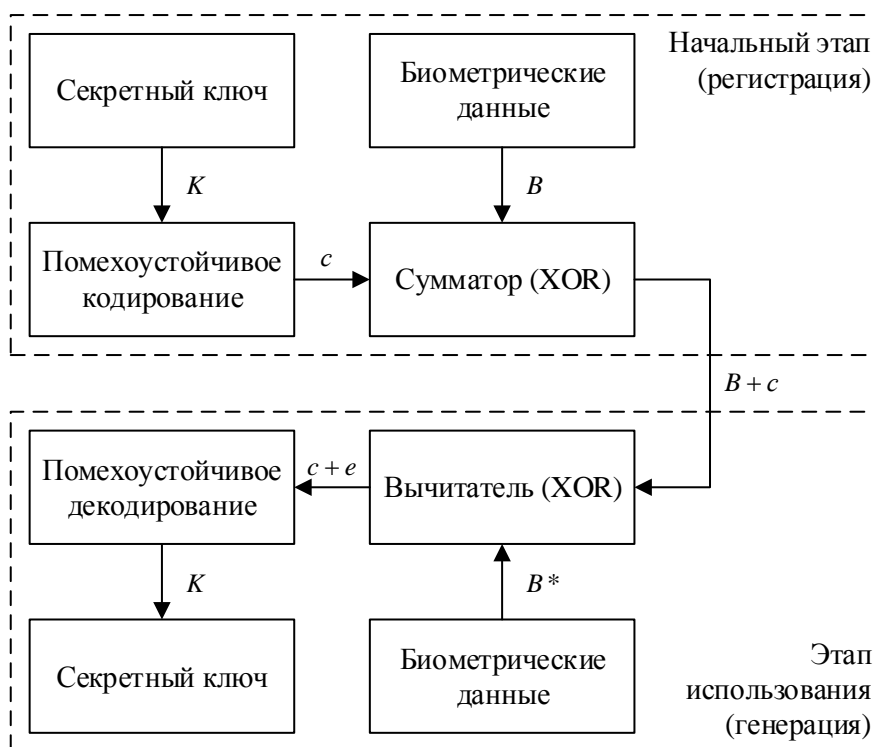 Начальный этап
(регистрация)
Секретный ключ
Биометрические
данные
K
B
Помехоустойчивое
кодирование
c
Сумматор (XOR)
B + c
Помехоустойчивое
декодирование
c + e
Вычитатель (XOR)
K
B*
Секретный ключ
Биометрические
данные
Этап
использования
(генерация)